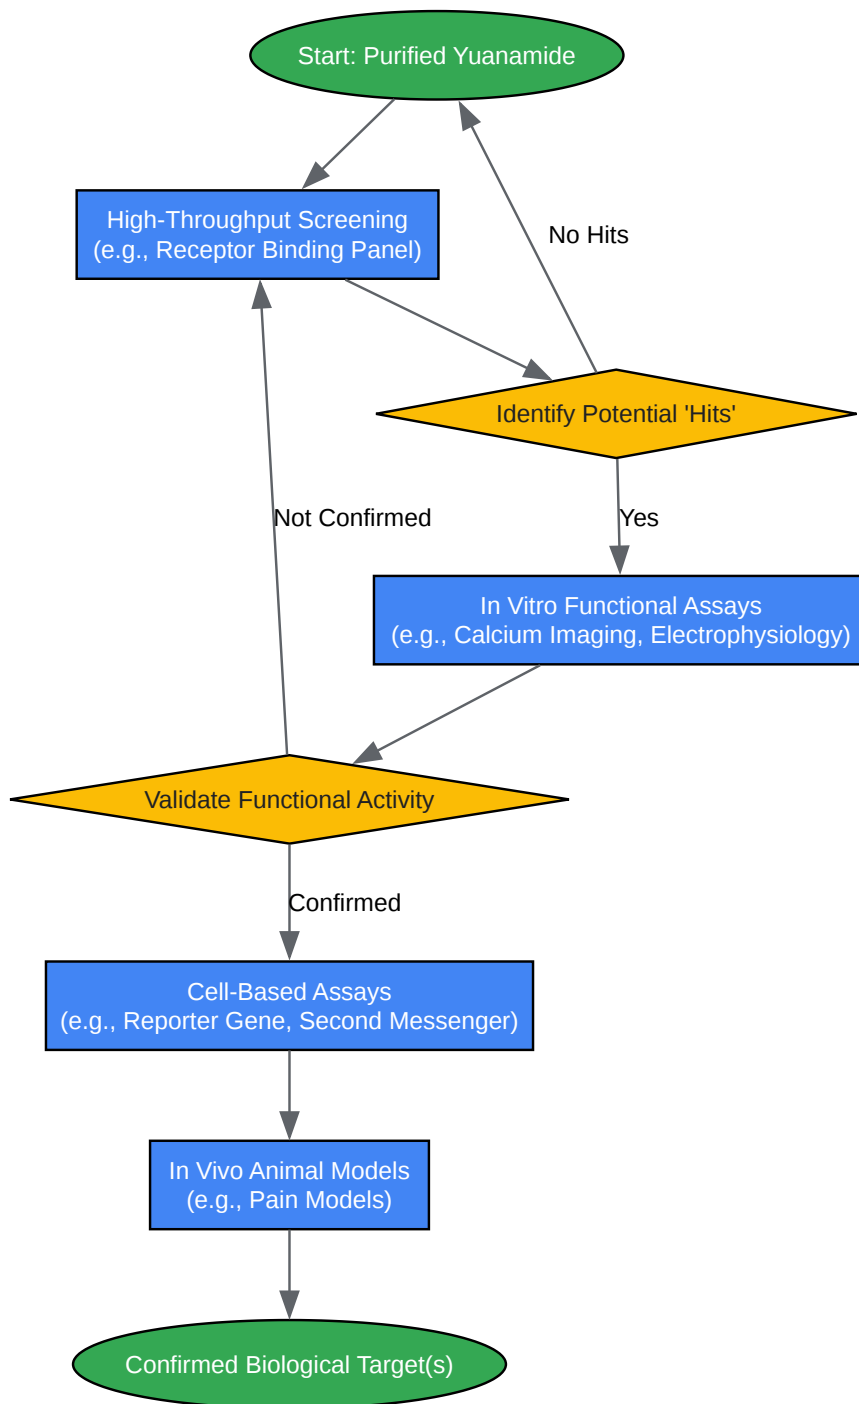 Start: Purified Yuanamide
High-Throughput Screening
(e.g., Receptor Binding Panel)
No Hits
Identify Potential 'Hits'
Not Confirmed
Yes
In Vitro Functional Assays
(e.g., Calcium Imaging, Electrophysiology)
Validate Functional Activity
Confirmed
Cell-Based Assays
(e.g., Reporter Gene, Second Messenger)
In Vivo Animal Models
(e.g., Pain Models)
Confirmed Biological Target(s)